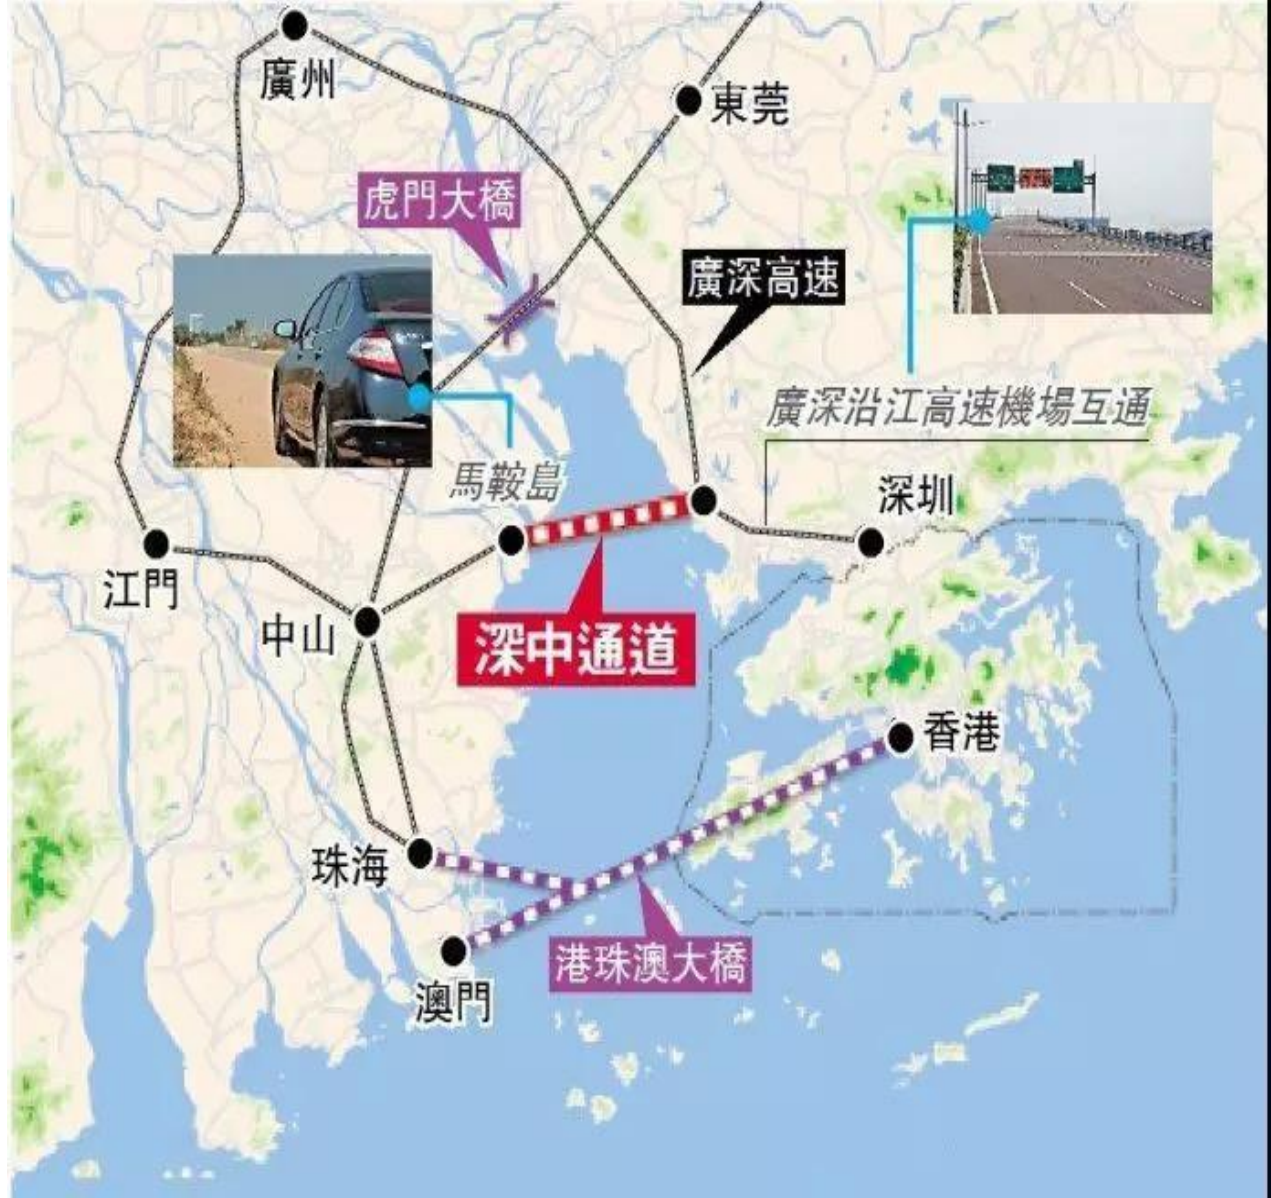 廣州
東莞
虎門大橋
廣深高速
廣深沿江高速機場互通
馬鞍島
深圳
江門
中山
深中通道
香港
珠海
港珠澳大橋
澳門